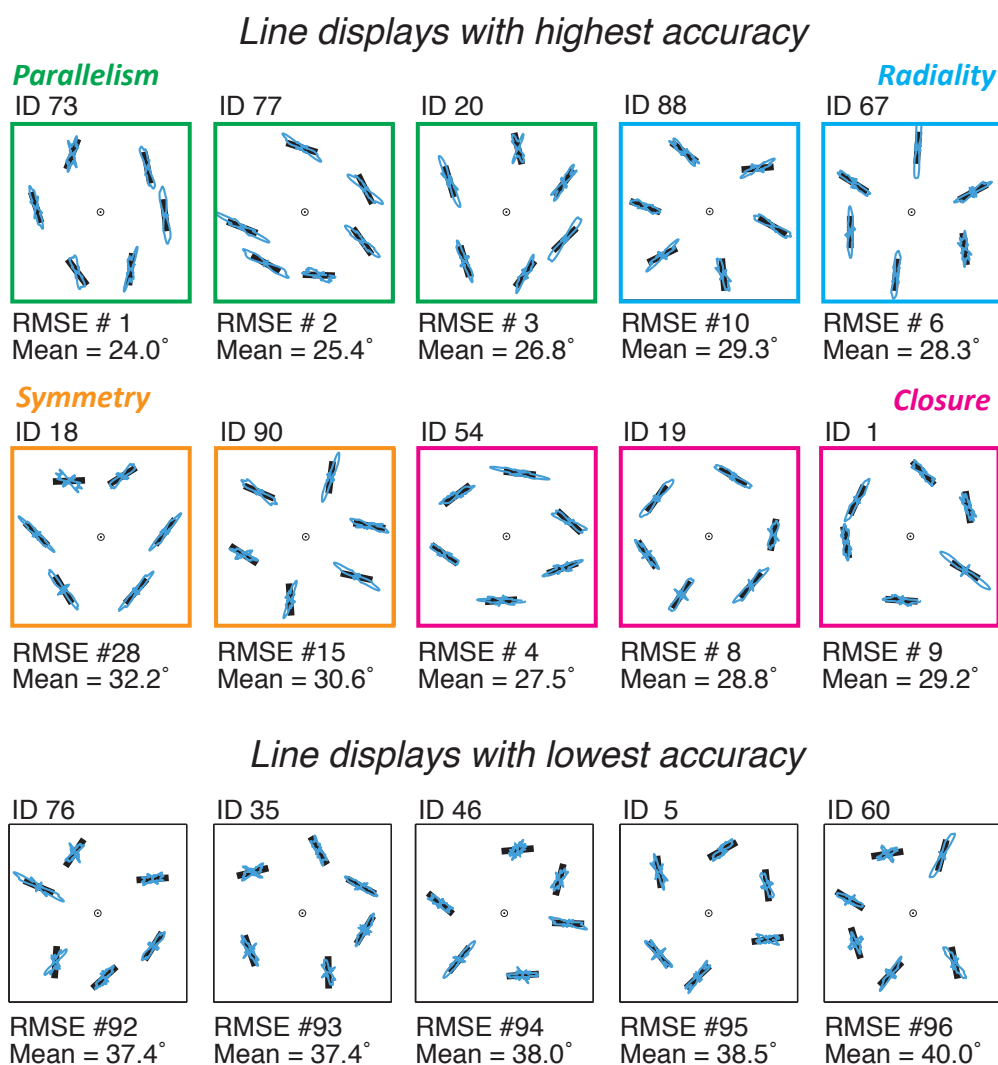 Line displays with highest accuracy
Parallelism Radiality
ID 73 ID 77 ID 20 ID 88 ID 67
RMSE # 1 RMSE # 2 RMSE # 3 RMSE #10 RMSE # 6
Mean = 24.0° Mean = 25.4° Mean = 26.8° Mean = 29.3° Mean = 28.3°
Symmetry Closure
ID 18 ID 90 ID 54 ID 19 ID 1
RMSE #28 RMSE #15 RMSE # 4 RMSE # 8 RMSE # 9
Mean = 32.2° Mean = 30.6° Mean = 27.5° Mean = 28.8° Mean = 29.2°
Line displays with lowest accuracy
ID 76 ID 35 ID 46 ID 5 ID 60
RMSE #92 RMSE #93 RMSE #94 RMSE #95 RMSE #96
Mean = 37.4° Mean = 37.4° Mean = 38.0° Mean = 38.5° Mean = 40.0°